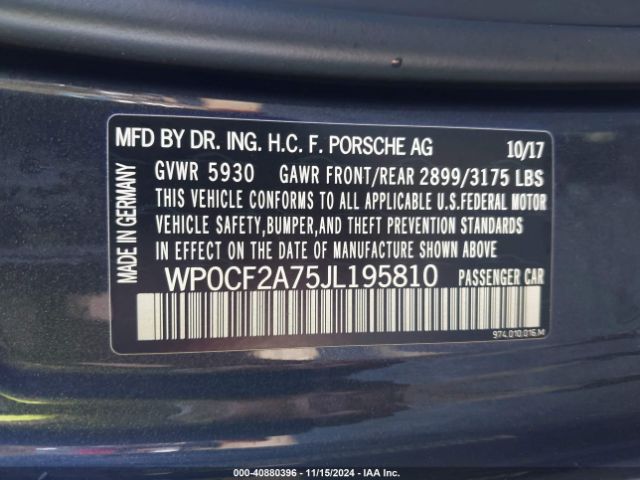 MFD BY DR. ING. H.C. F. PORSCHE AG 10/17
GVWR 5930 GAWR FRONT/REAR 2899/3175 LBS
THIS VEHICLE CONFORMS TO ALL APPLICABLE U.S.FEDERAL MOTOR
VEHICLE SAFETY,BUMPER,AND THEFT PREVENTION STANDARDS
IN EFFECT ON THE DATE OF MANUFACTURE SHOWN ABOVE.
WP0CF2A75JL195810 PASSENGER CAR
MADE IN GERMANY
974.010.016.M
000-40880396 - 11/15/2024 - IAA Inc.